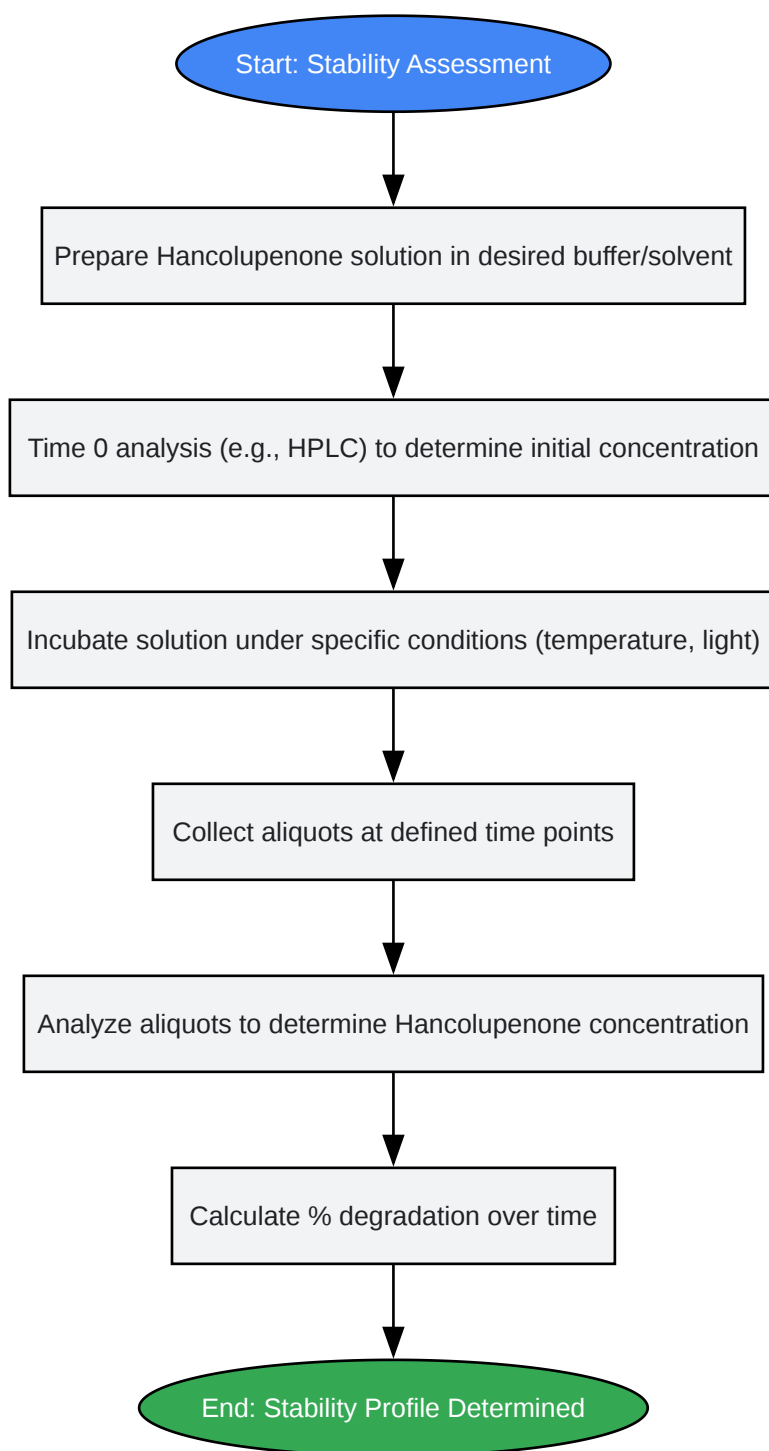 Start: Stability Assessment
Prepare Hancolupenone solution in desired buffer/solvent
Time 0 analysis (e.g., HPLC) to determine initial concentration
Incubate solution under specific conditions (temperature, light)
Collect aliquots at defined time points
Analyze aliquots to determine Hancolupenone concentration
Calculate % degradation over time
End: Stability Profile Determined